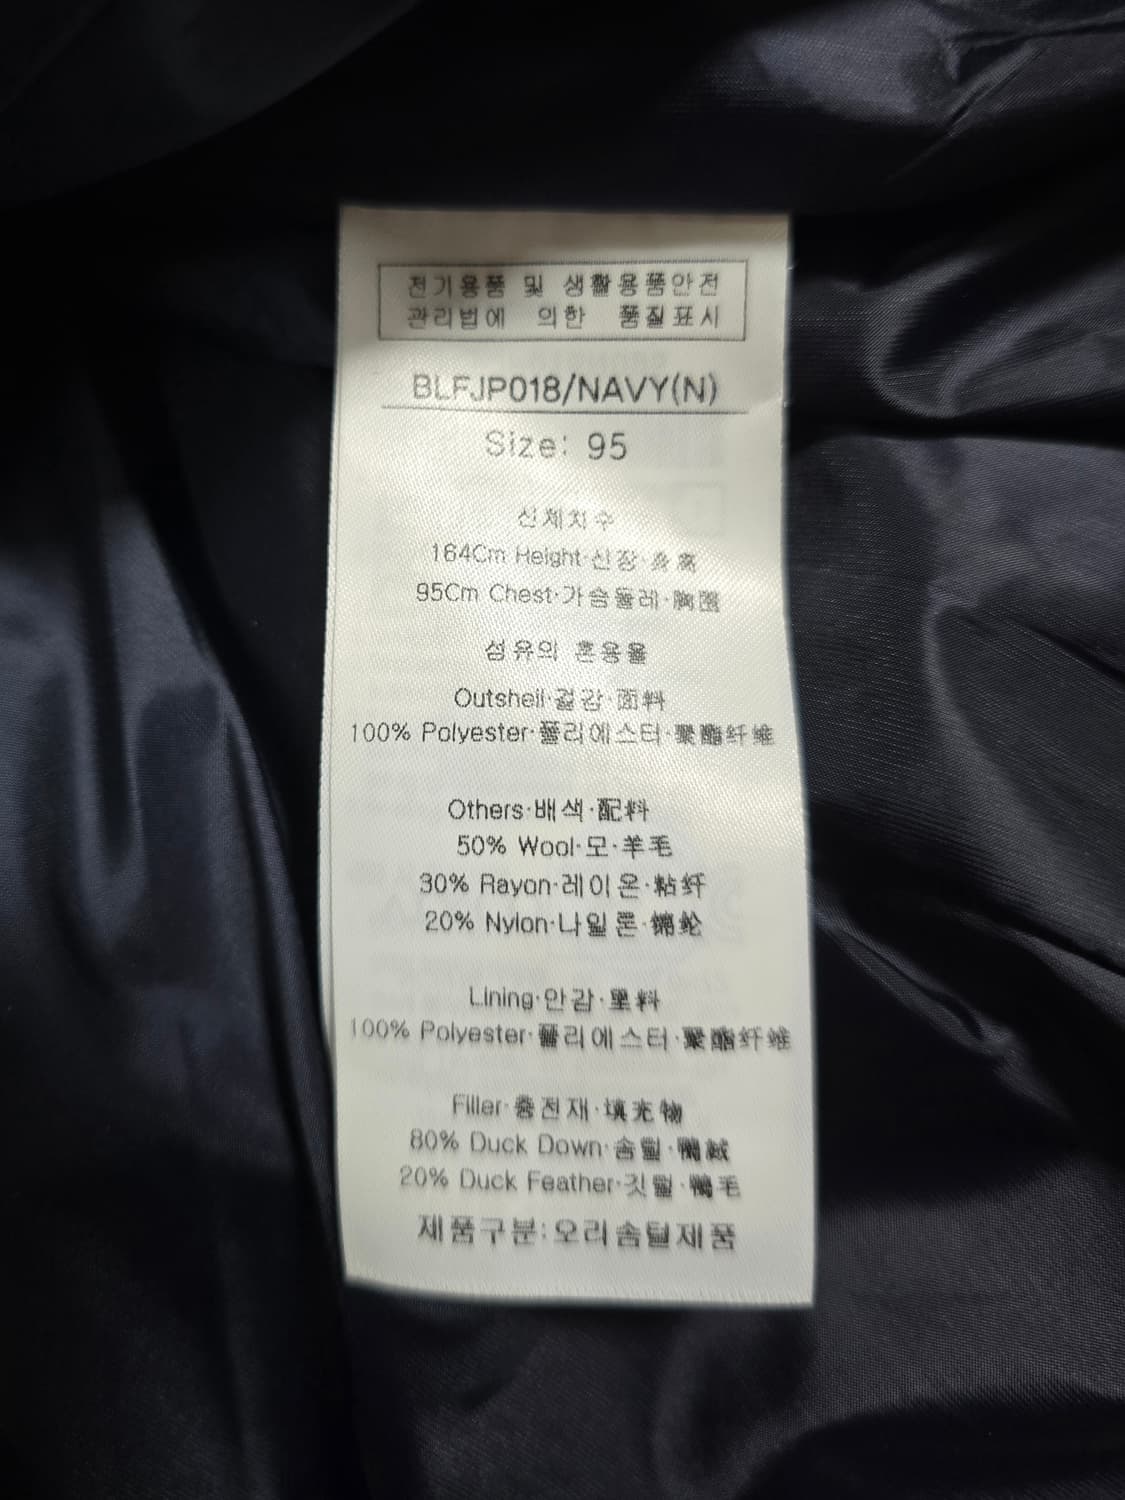 전기용품 및 생활용품안전
관리법에 의한 품질표시
BLFJP018/NAVY(N)
Size: 95
신체치수
164Cm Height·신장·身高
95Cm Chest·가슴둘레·胸围
섬유의 혼용율
Outshell·겉감·面料
100% Polyester·폴리에스터·聚酯纤维
Others·배색·配料
50% Wool·모·羊毛
30% Rayon·레이온·粘纤
20% Nylon·나일론·锦纶
Lining·안감·里料
100% Polyester·폴리에스터·聚酯纤维
Filler·충전재·填充物
80% Duck Down·솜털·鸭绒
20% Duck Feather·깃털·鸭毛
제품구분:오리솜털제품